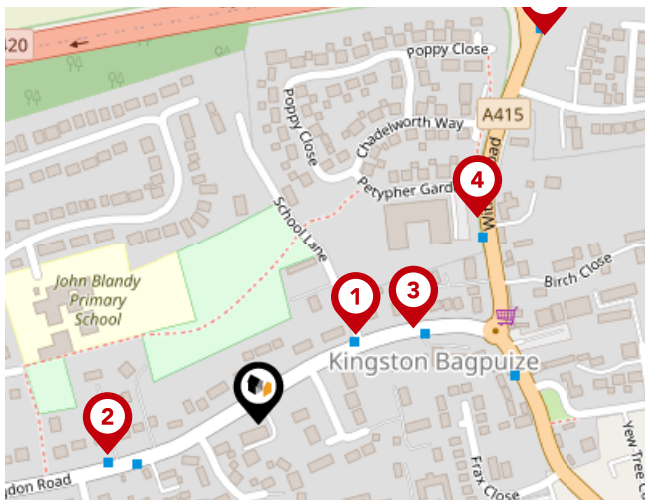 420
Poppy Close
A415
Poppy Close
Chadelworth Way
Petypher Gard
4
School Lane
Birch Close
John Blandy
Primary
School
1
3
Kingston Bagpuize
2
gdon Road
Frax Close
Yew Tree